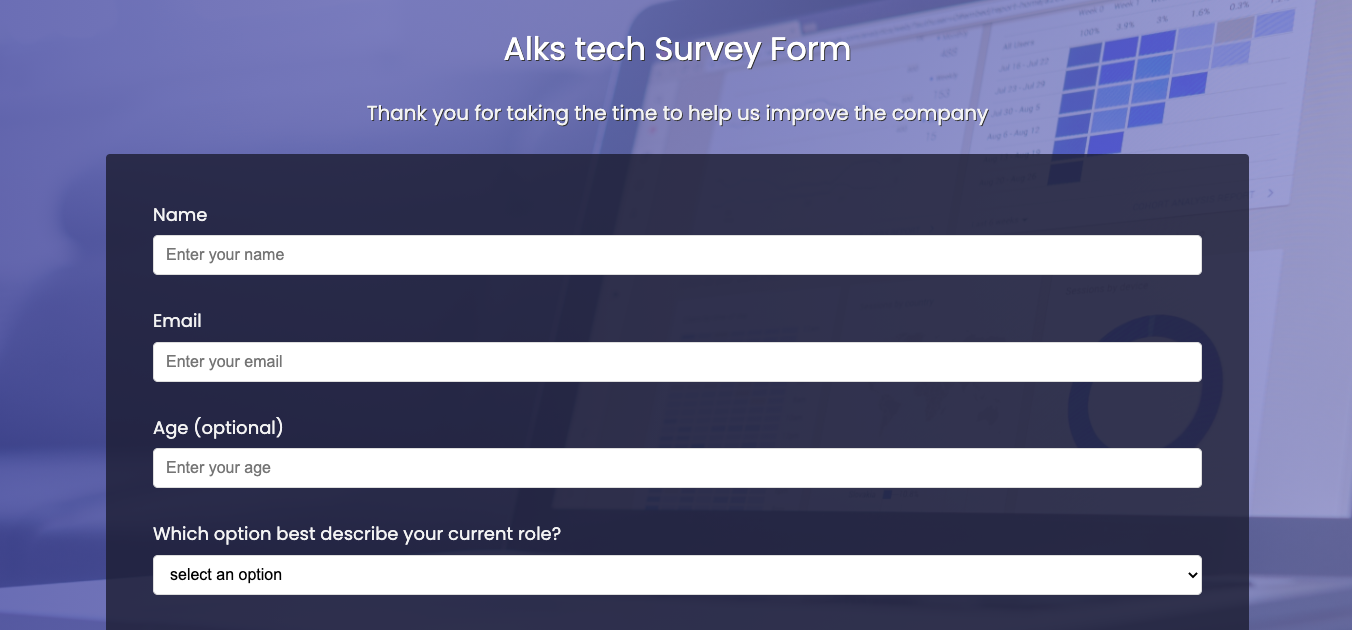 Alks tech Survey Form
Thank you for taking the time to help us improve the company
Name
Enter your name
Email
Enter your email
Age (optional)
Enter your age
Which option best describe your current role?
select an option